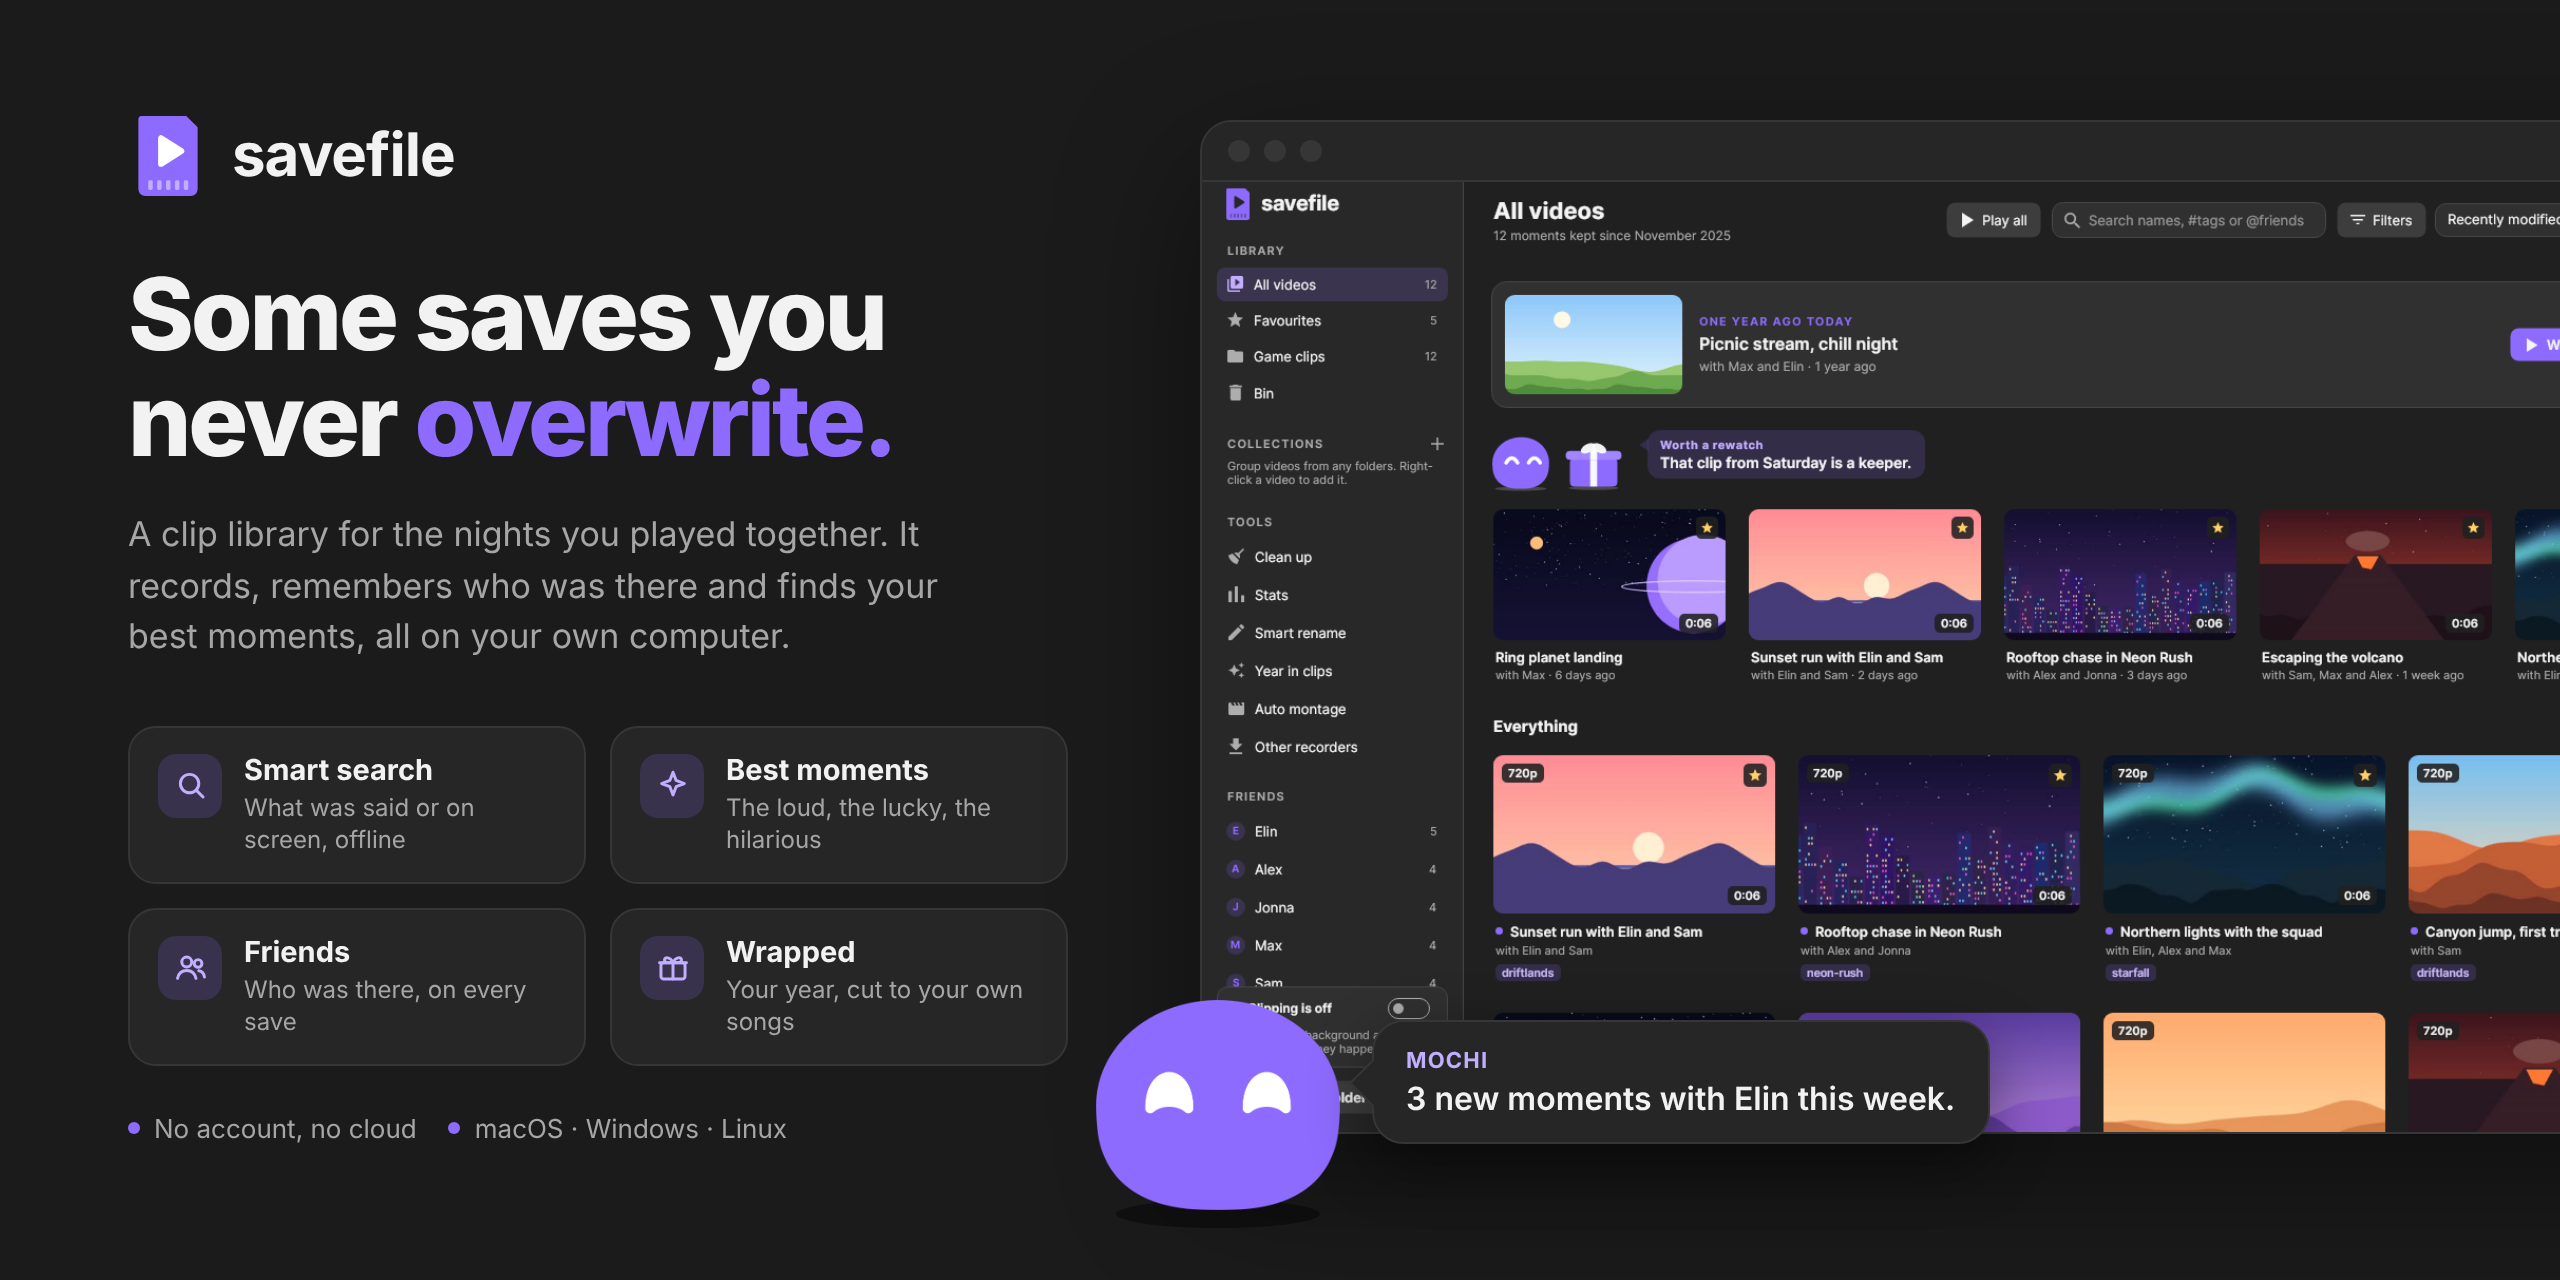 savefile
Some saves you
never overwrite.
A clip library for the nights you played together. It
records, remembers who was there and finds your
best moments, all on your own computer.
Smart search
What was said or on
screen, offline
Best moments
The loud, the lucky, the
hilarious
Friends
Who was there, on every
save
Wrapped
Your year, cut to your own
songs
No account, no cloud
macOS · Windows · Linux
savefile
LIBRARY
All videos 12
Favourites 5
Game clips 12
Bin
COLLECTIONS
Group videos from any folders. Right-
click a video to add it.
TOOLS
Clean up
Stats
Smart rename
Year in clips
Auto montage
Other recorders
FRIENDS
E Elin 5
A Alex 4
J Jonna 4
M Max 4
S Sam 4
is off
background
All videos
12 moments kept since November 2025
Play all
Search names, #tags or @friends
Filters
Recently modified
ONE YEAR AGO TODAY
Picnic stream, chill night
with Max and Elin · 1 year ago
W
Worth a rewatch
That clip from Saturday is a keeper.
0:06
Ring planet landing
with Max · 6 days ago
0:06
Sunset run with Elin and Sam
with Elin and Sam · 2 days ago
0:06
Rooftop chase in Neon Rush
with Alex and Jonna · 3 days ago
0:06
Escaping the volcano
with Sam, Max and Alex · 1 week ago
Northe
with Elin
Everything
720p
0:06
Sunset run with Elin and Sam
with Elin and Sam
driftlands
720p
0:06
Rooftop chase in Neon Rush
with Alex and Jonna
neon-rush
720p
0:06
Northern lights with the squad
with Elin, Alex and Max
starfall
720p
Canyon jump, first tr
with Sam
driftlands
720p
720p
MOCHI
3 new moments with Elin this week.